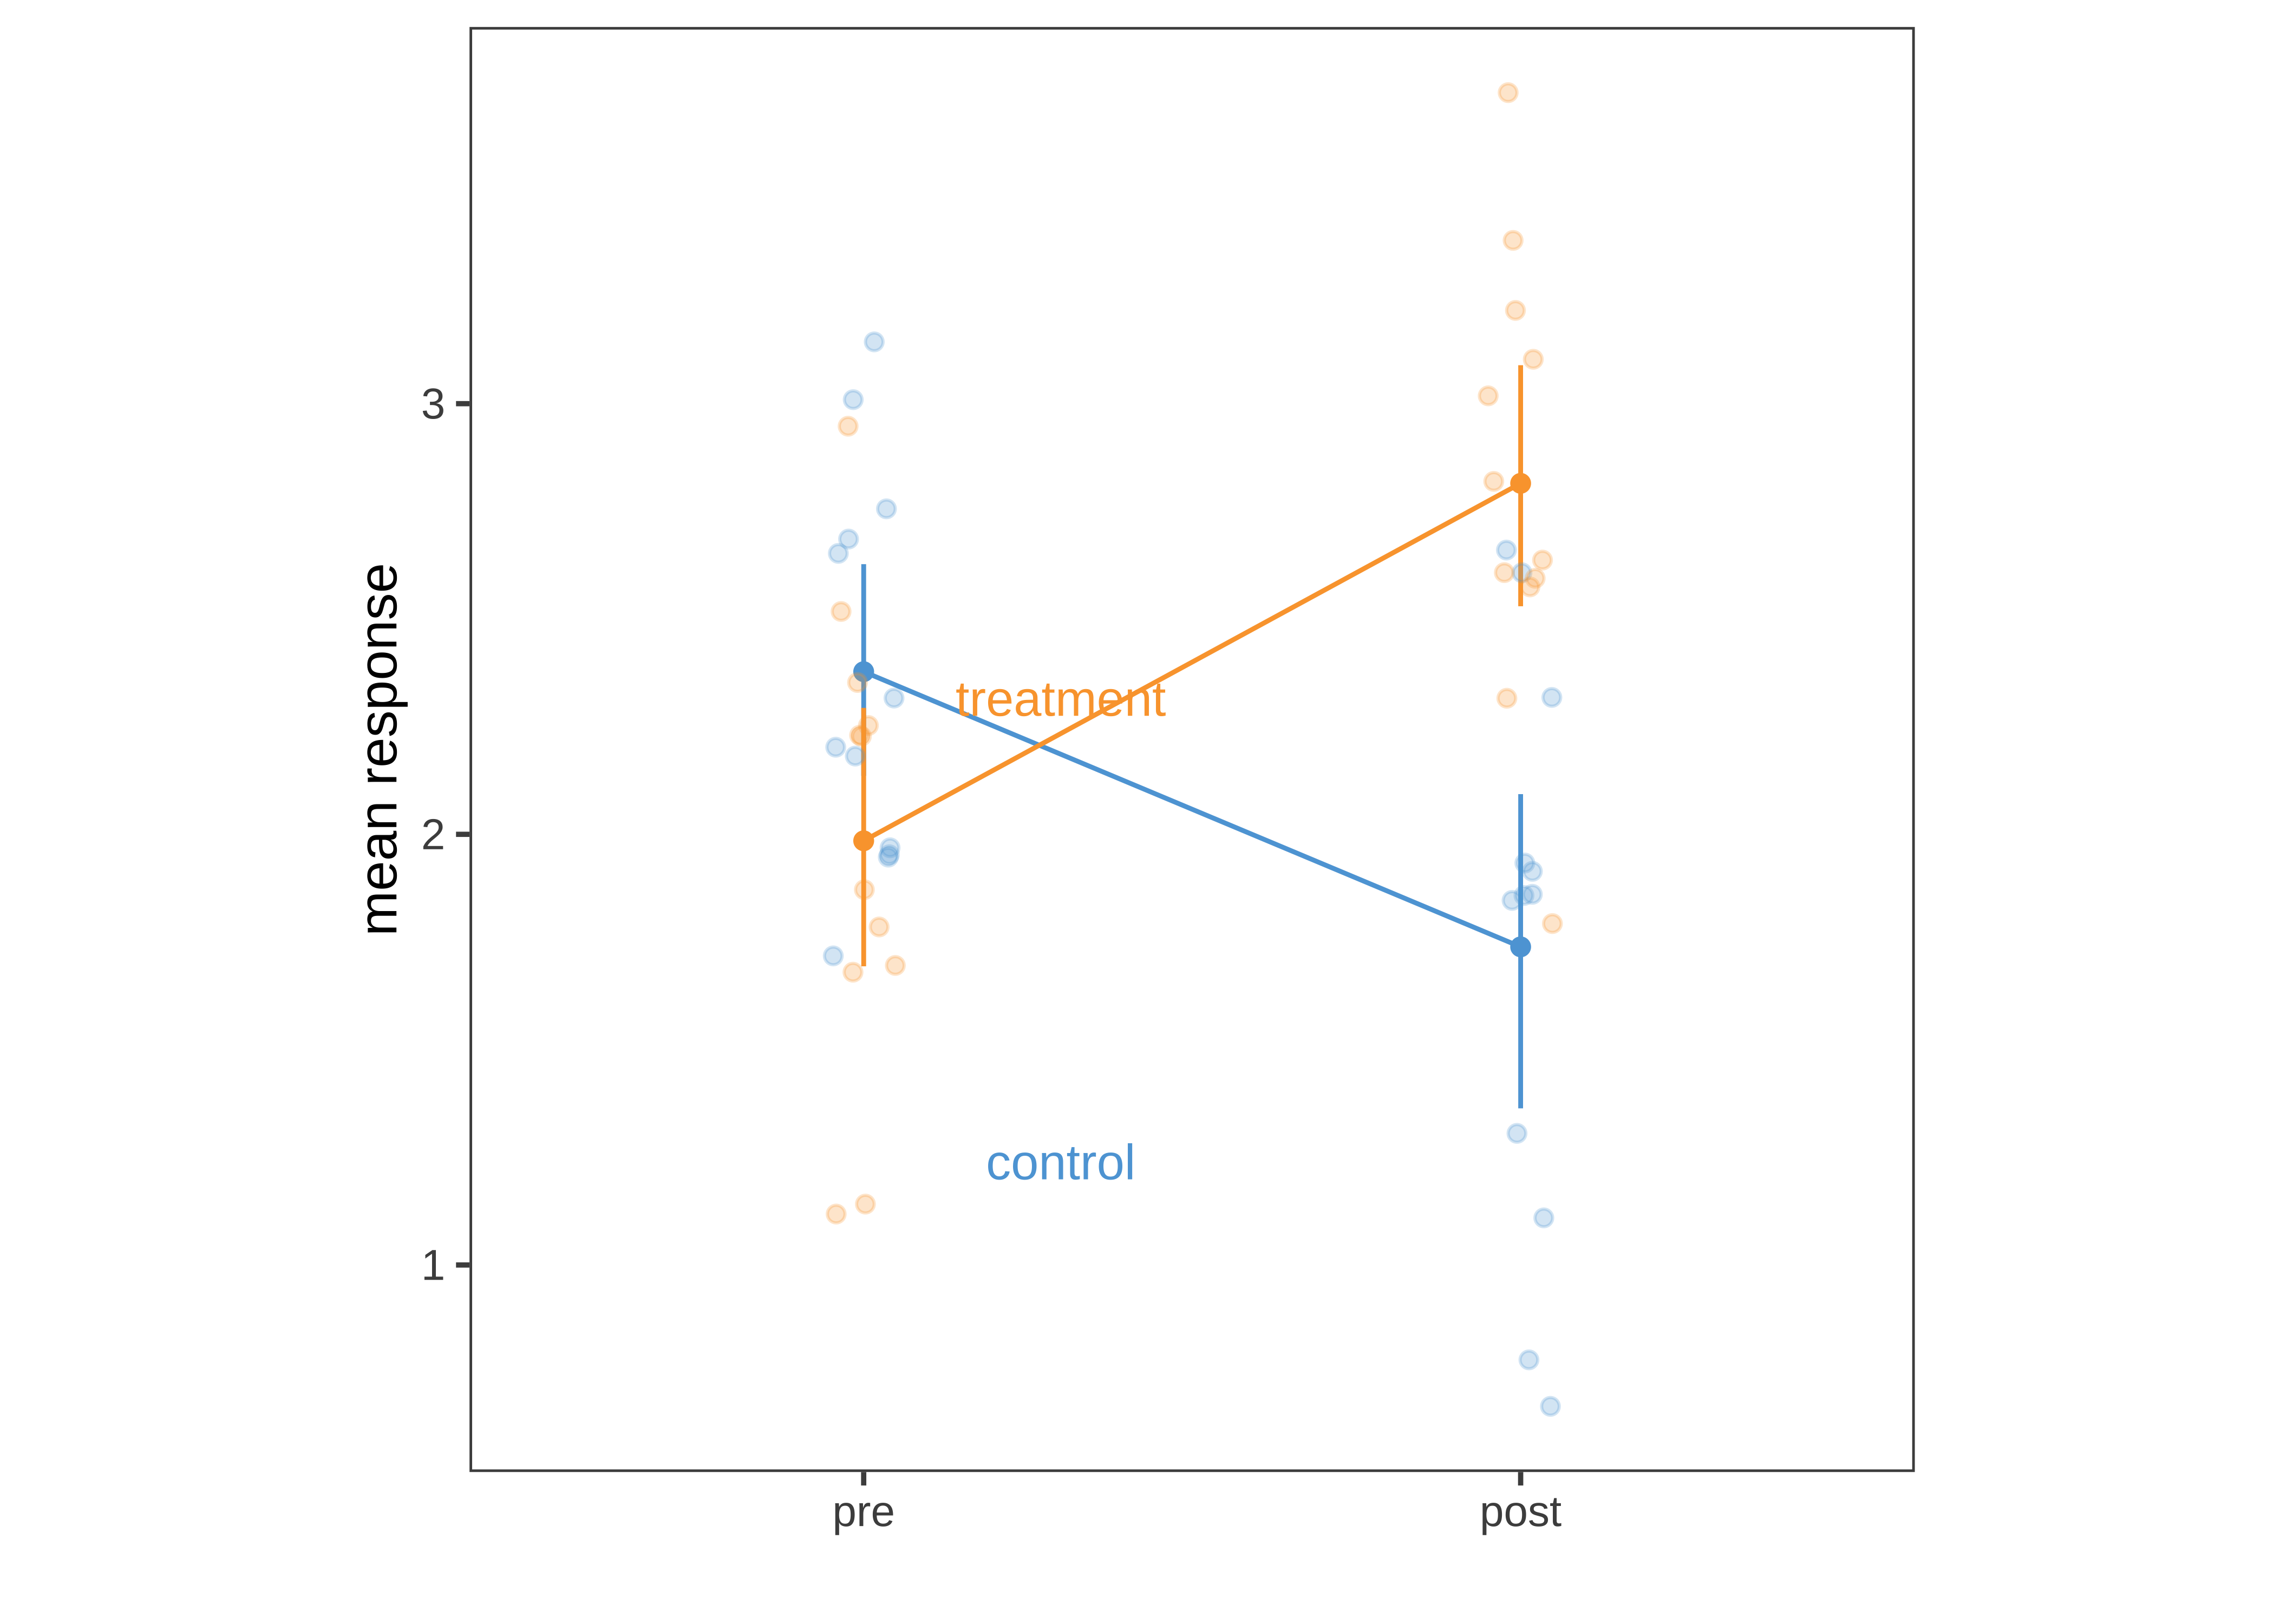 mean response
3
2
1
treatment
control
pre
post